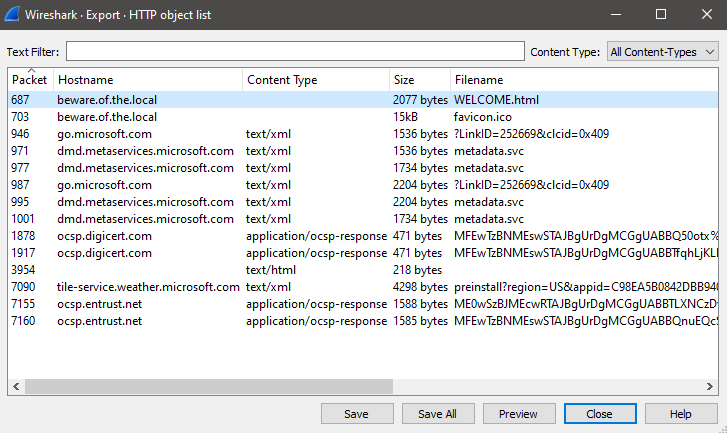 Wireshark · Export · HTTP object list
Text Filter: Content Type: All Content-Types
Packet Hostname Content Type Size Filename
687 beware.of.the.local 2077 bytes WELCOME.html
703 beware.of.the.local 15kB favicon.ico
946 go.microsoft.com text/xml 1536 bytes ?LinkID=252669&clcid=0x409
971 dmd.metaservices.microsoft.com text/xml 1536 bytes metadata.svc
977 dmd.metaservices.microsoft.com text/xml 1734 bytes metadata.svc
987 go.microsoft.com text/xml 2204 bytes ?LinkID=252669&clcid=0x409
995 dmd.metaservices.microsoft.com text/xml 2204 bytes metadata.svc
1001 dmd.metaservices.microsoft.com text/xml 1734 bytes metadata.svc
1878 ocsp.digicert.com application/ocsp-response 471 bytes MFEwTzBNMEswSTAJBgUrDgMCGgUABBQ50otx%
1917 ocsp.digicert.com application/ocsp-response 471 bytes MFEwTzBNMEswSTAJBgUrDgMCGgUABBTfqhLjKLE
3954 text/html 218 bytes
7090 tile-service.weather.microsoft.com text/xml 4298 bytes preinstall?region=US&appid=C98EA5B0842DBB940
7155 ocsp.entrust.net application/ocsp-response 1588 bytes ME0wSzBJMEcwRTAJBgUrDgMCGgUABBTLXNCzD
7160 ocsp.entrust.net application/ocsp-response 1585 bytes MFEwTzBNMEswSTAJBgUrDgMCGgUABBQnuEQcS
Save Save All Preview Close Help